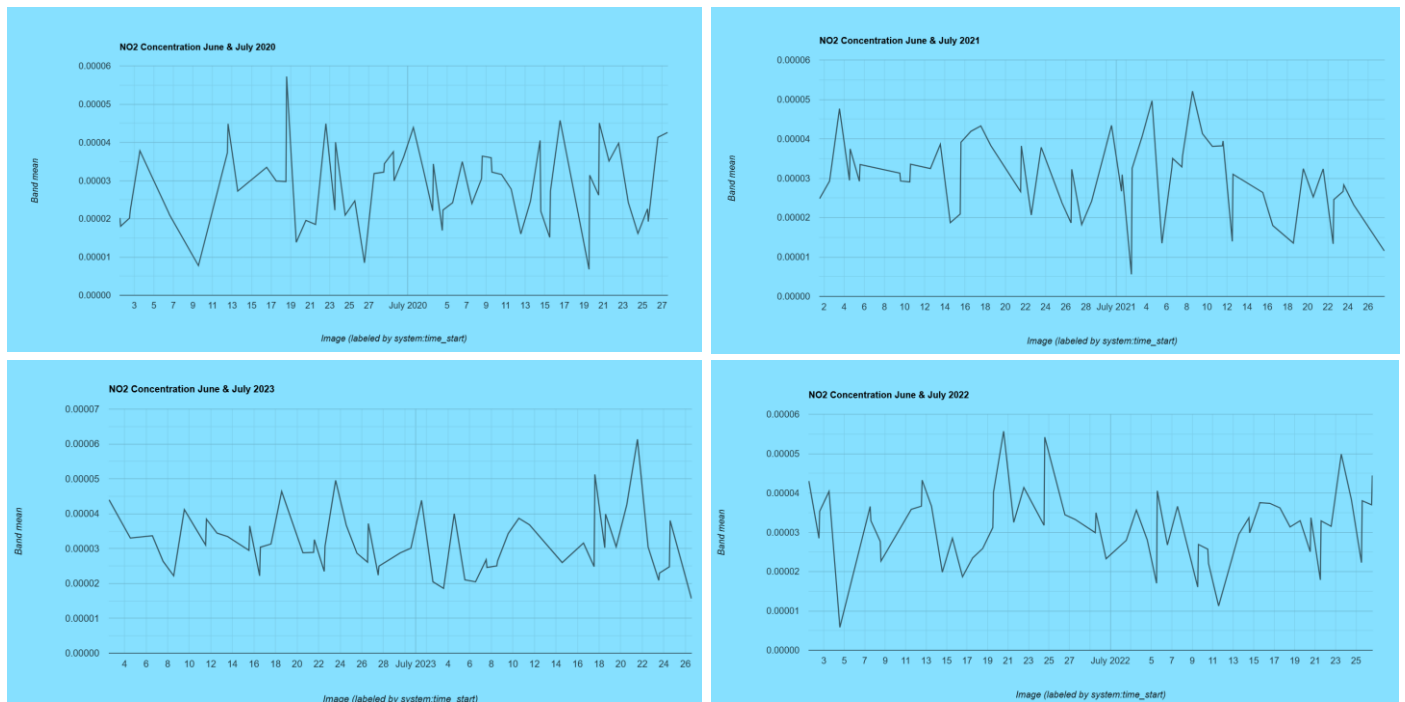 NO2 Concentration June & July 2020
0.00006
0.00005
0.00004
0.00003
0.00002
0.00001
0.00000
Band mean
3 5 7 9 11 13 15 17 19 21 23 25 27 July 2020 3 5 7 9 11 13 15 17 19 21 23 25 27
Image (labeled by system:time_start)
NO2 Concentration June & July 2021
0.00006
0.00005
0.00004
0.00003
0.00002
0.00001
0.00000
Band mean
2 4 6 8 10 12 14 16 18 20 22 24 26 28 July 2021 4 6 8 10 12 14 16 18 20 22 24 26
Image (labeled by system:time_start)
NO2 Concentration June & July 2023
0.00007
0.00006
0.00005
0.00004
0.00003
0.00002
0.00001
0.00000
Band mean
4 6 8 10 12 14 16 18 20 22 24 26 28 July 2023 4 6 8 10 12 14 16 18 20 22 24 26
Image (labeled by system:time_start)
NO2 Concentration June & July 2022
0.00006
0.00005
0.00004
0.00003
0.00002
0.00001
0.00000
Band mean
3 5 7 9 11 13 15 17 19 21 23 25 27 July 2022 5 7 9 11 13 15 17 19 21 23 25
Image (labeled by system:time_start)